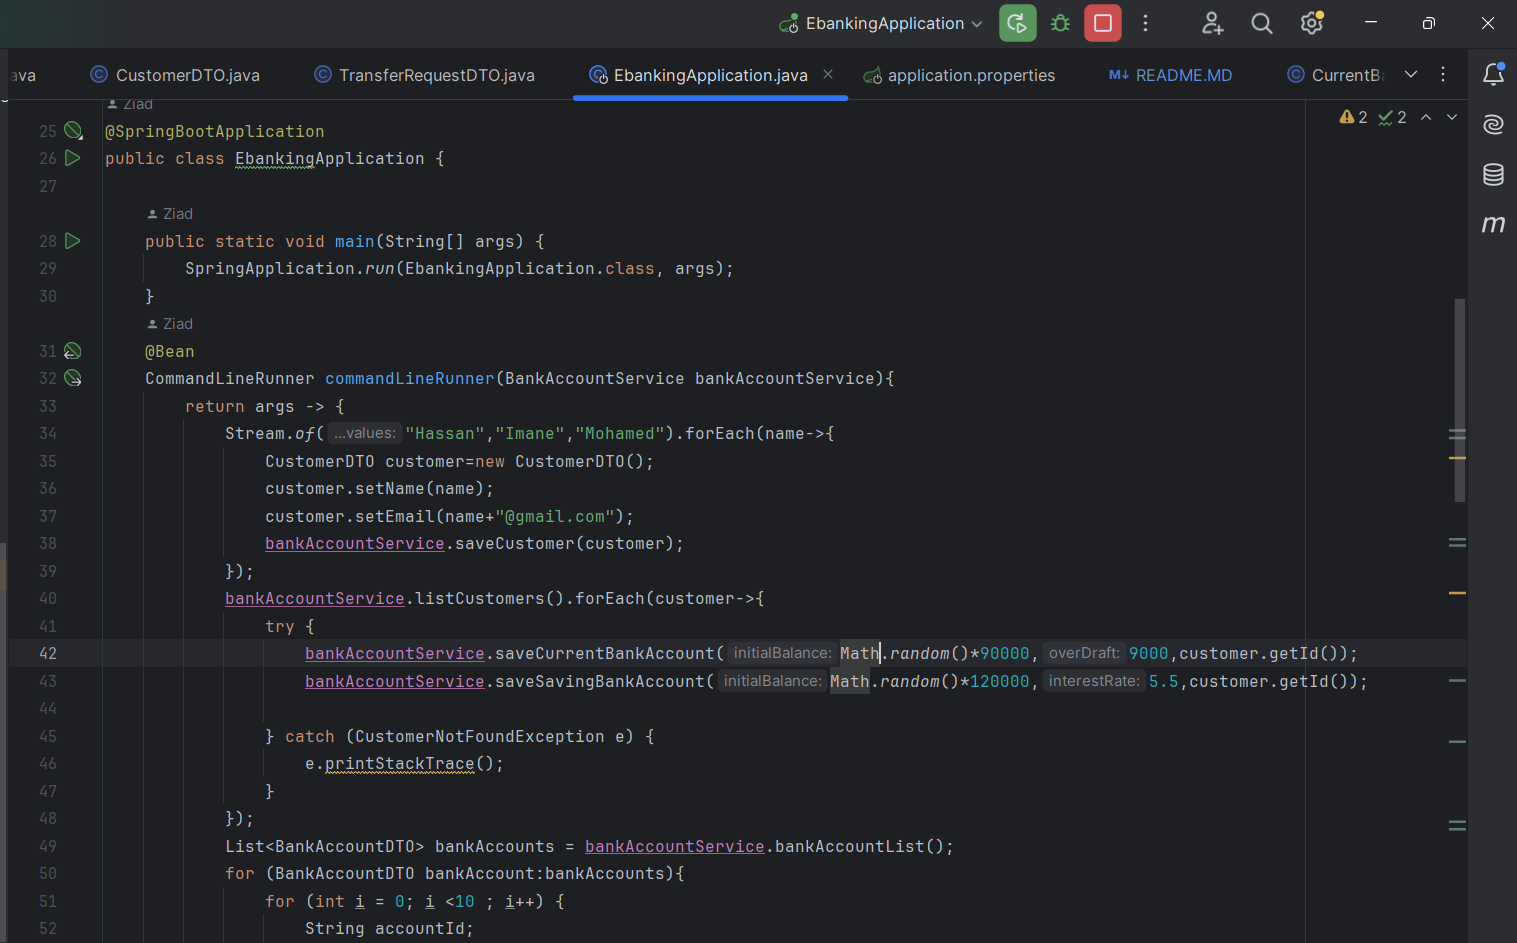 EbankingApplication
ava CustomerDTO.java TransferRequestDTO.java EbankingApplication.java application.properties M↓ README.MD CurrentB
Ziad
2 2
25 @SpringBootApplication
26 public class EbankingApplication {
27
Ziad
28 public static void main(String[] args) {
29 SpringApplication.run(EbankingApplication.class, args);
30 }
Ziad
31 @Bean
32 CommandLineRunner commandLineRunner(BankAccountService bankAccountService){
33 return args -> {
34 Stream.of( ...values: "Hassan","Imane","Mohamed").forEach(name->{
35 CustomerDTO customer=new CustomerDTO();
36 customer.setName(name);
37 customer.setEmail(name+"@gmail.com");
38 bankAccountService.saveCustomer(customer);
39 });
40 bankAccountService.listCustomers().forEach(customer->{
41 try {
42 bankAccountService.saveCurrentBankAccount( initialBalance: Math.random()*90000, overDraft: 9000,customer.getId());
43 bankAccountService.saveSavingBankAccount( initialBalance: Math.random()*120000, interestRate: 5.5,customer.getId());
44
45 } catch (CustomerNotFoundException e) {
46 e.printStackTrace();
47 }
48 });
49 List<BankAccountDTO> bankAccounts = bankAccountService.bankAccountList();
50 for (BankAccountDTO bankAccount:bankAccounts){
51 for (int i = 0; i <10 ; i++) {
52 String accountId;
m